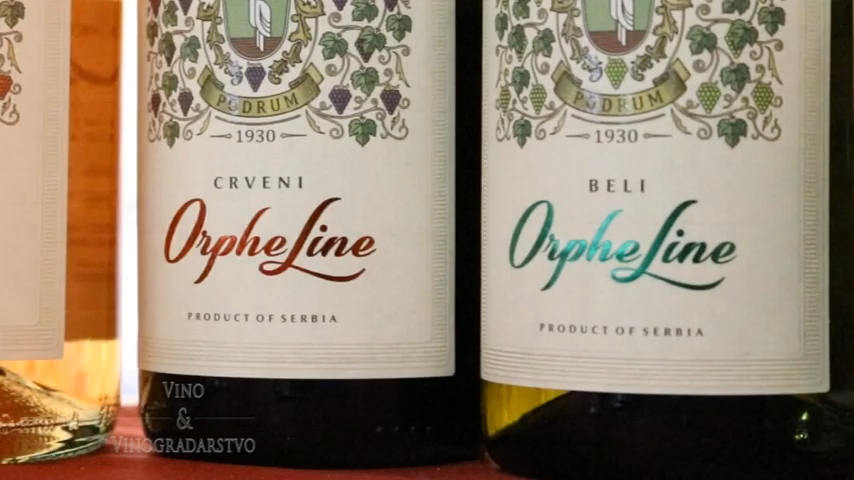 PODRUM
1930
CRVENI
OrpheLine
PRODUCT OF SERBIA
PODRUM
1930
BELI
OrpheLine
PRODUCT OF SERBIA
VINO
&
VINOGRADARSTVO